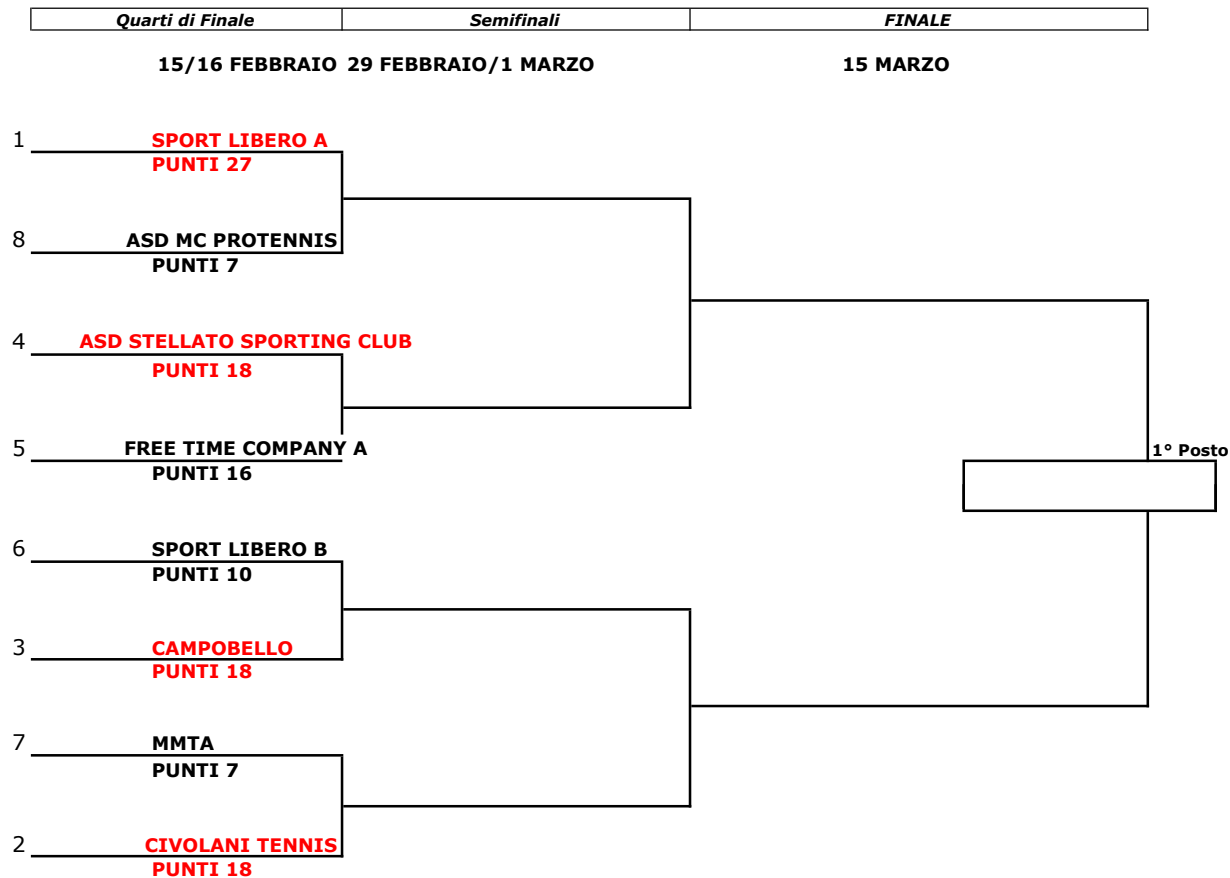 Quarti di Finale Semifinali FINALE
15/16 FEBBRAIO 29 FEBBRAIO/1 MARZO 15 MARZO
1 SPORT LIBERO A
PUNTI 27
8 ASD MC PROTENNIS
PUNTI 7
4 ASD STELLATO SPORTING CLUB
PUNTI 18
5 FREE TIME COMPANY A
1° Posto
PUNTI 16
6 SPORT LIBERO B
PUNTI 10
3 CAMPOBELLO
PUNTI 18
7 MMTA
PUNTI 7
2 CIVOLANI TENNIS
PUNTI 18